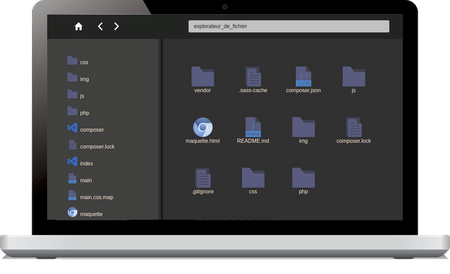 explorateur_de_fichier
css
img
js
php
composer
composer.lock
index
main
main.css.map
maquette
vendor
.sass-cache
composer.json
js
maquette.html
README.md
img
composer.lock
.gitignore
css
php